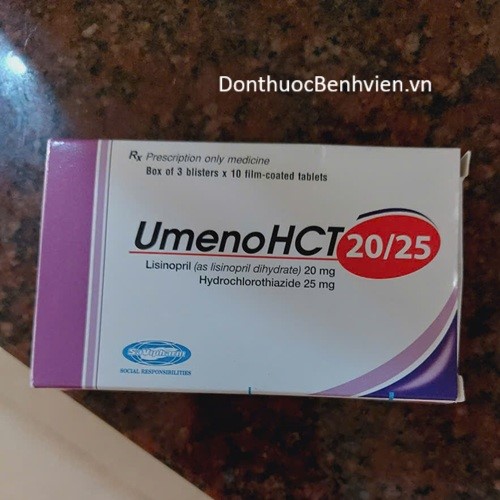 DonthuocBenhvien.vn
Rx Prescription only medicine
Box of 3 blisters x 10 film-coated tablets
UmenoHCT 20/25
Lisinopril (as lisinopril dihydrate) 20 mg
Hydrochlorothiazide 25 mg
SaVipharm
SOCIAL RESPONSIBILITIES